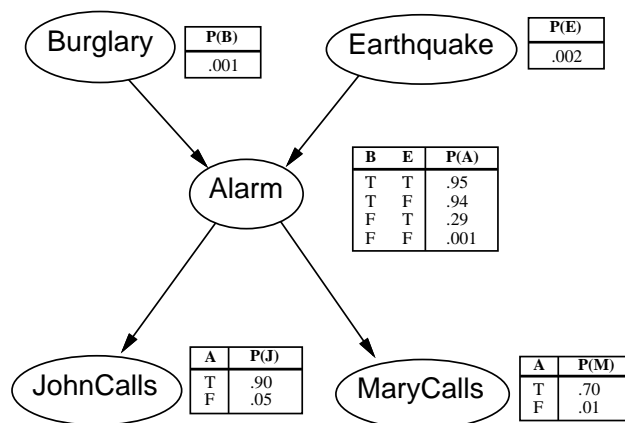 Burglary
P(B)
.001
Earthquake
P(E)
.002
Alarm
B E P(A)
T T .95
T F .94
F T .29
F F .001
JohnCalls
A P(J)
T .90
F .05
MaryCalls
A P(M)
T .70
F .01